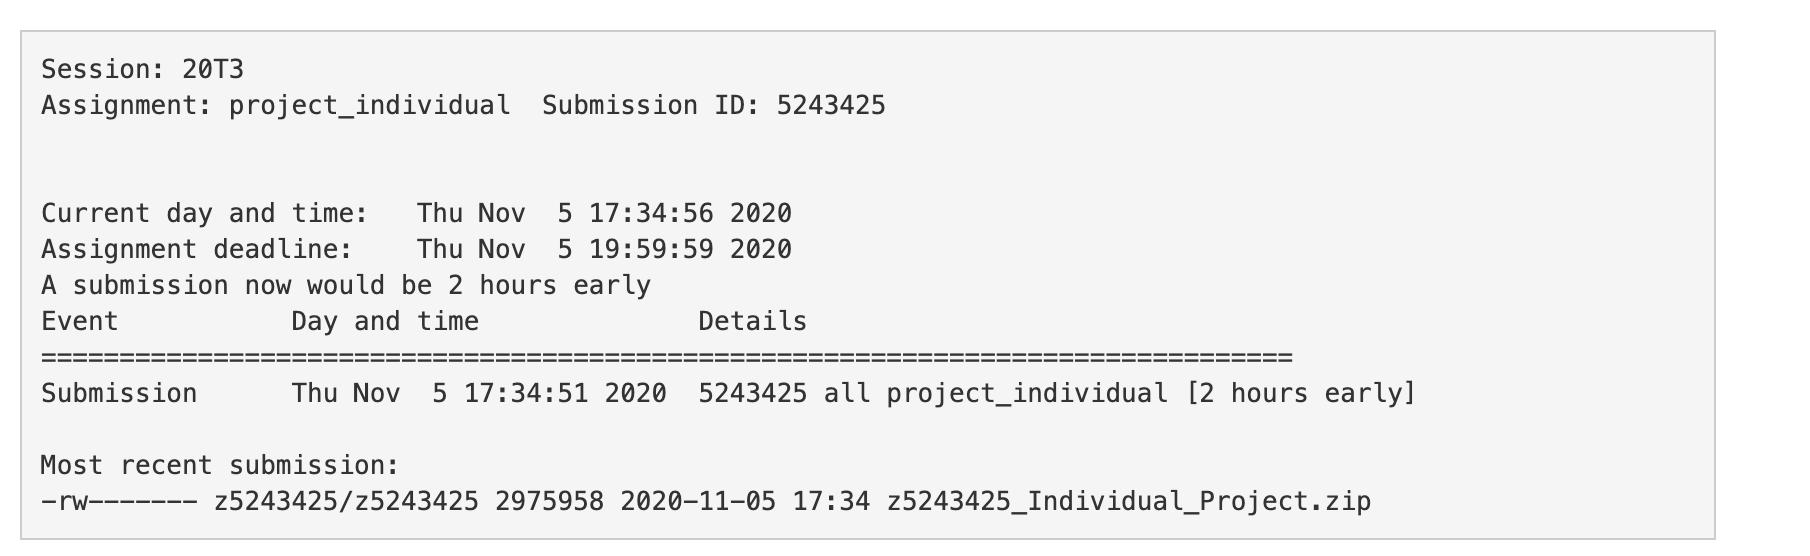 Session: 20T3
Assignment: project_individual  Submission ID: 5243425
Current day and time:   Thu Nov  5 17:34:56 2020
Assignment deadline:    Thu Nov  5 19:59:59 2020
A submission now would be 2 hours early
Event           Day and time              Details
================================================================================
Submission      Thu Nov  5 17:34:51 2020  5243425 all project_individual [2 hours early]
Most recent submission:
-rw------- z5243425/z5243425 2975958 2020-11-05 17:34 z5243425_Individual_Project.zip